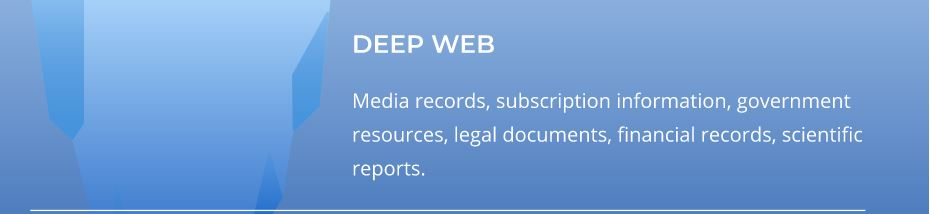 DEEP WEB
Media records, subscription information, government
resources, legal documents, financial records, scientific
reports.